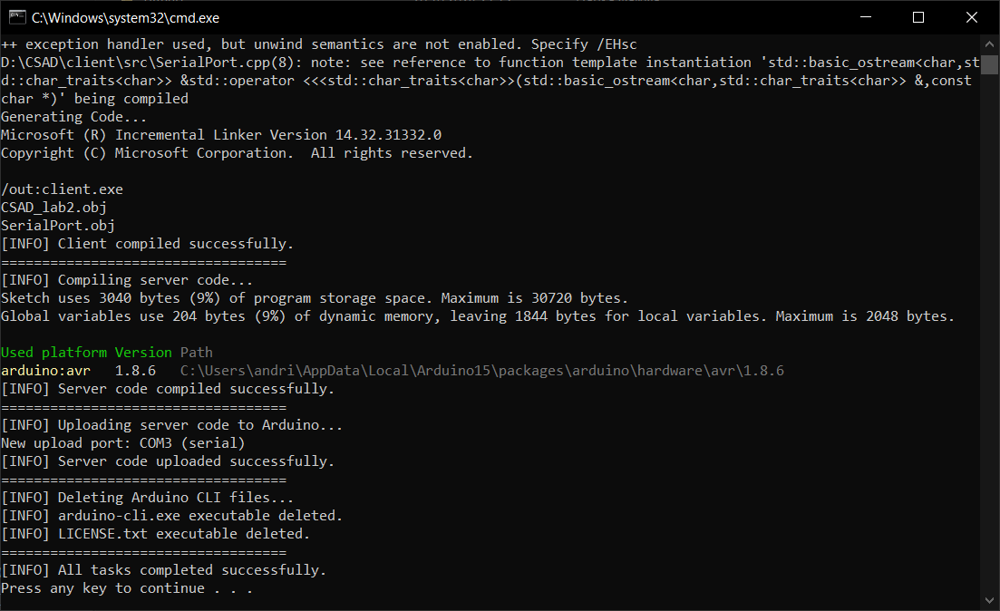 C:\Windows\system32\cmd.exe
++ exception handler used, but unwind semantics are not enabled. Specify /EHsc
D:\CSAD\client\src\SerialPort.cpp(8): note: see reference to function template instantiation 'std::basic_ostream<char,st
d::char_traits<char>> &std::operator <<<std::char_traits<char>>(std::basic_ostream<char,std::char_traits<char>> &,const
char *)' being compiled
Generating Code...
Microsoft (R) Incremental Linker Version 14.32.31332.0
Copyright (C) Microsoft Corporation.  All rights reserved.
/out:client.exe
CSAD_lab2.obj
SerialPort.obj
[INFO] Client compiled successfully.
===================================
[INFO] Compiling server code...
Sketch uses 3040 bytes (9%) of program storage space. Maximum is 30720 bytes.
Global variables use 204 bytes (9%) of dynamic memory, leaving 1844 bytes for local variables. Maximum is 2048 bytes.
Used platform Version Path
arduino:avr   1.8.6   C:\Users\andri\AppData\Local\Arduino15\packages\arduino\hardware\avr\1.8.6
[INFO] Server code compiled successfully.
===================================
[INFO] Uploading server code to Arduino...
New upload port: COM3 (serial)
[INFO] Server code uploaded successfully.
===================================
[INFO] Deleting Arduino CLI files...
[INFO] arduino-cli.exe executable deleted.
[INFO] LICENSE.txt executable deleted.
===================================
[INFO] All tasks completed successfully.
Press any key to continue . . .